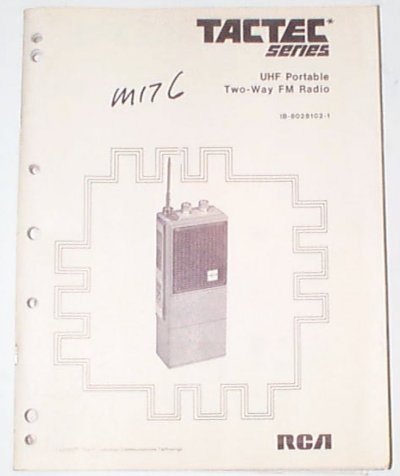 TACTEC*
series
UHF Portable
Two-Way FM Radio
IB-8028102-1
M17C
RCA